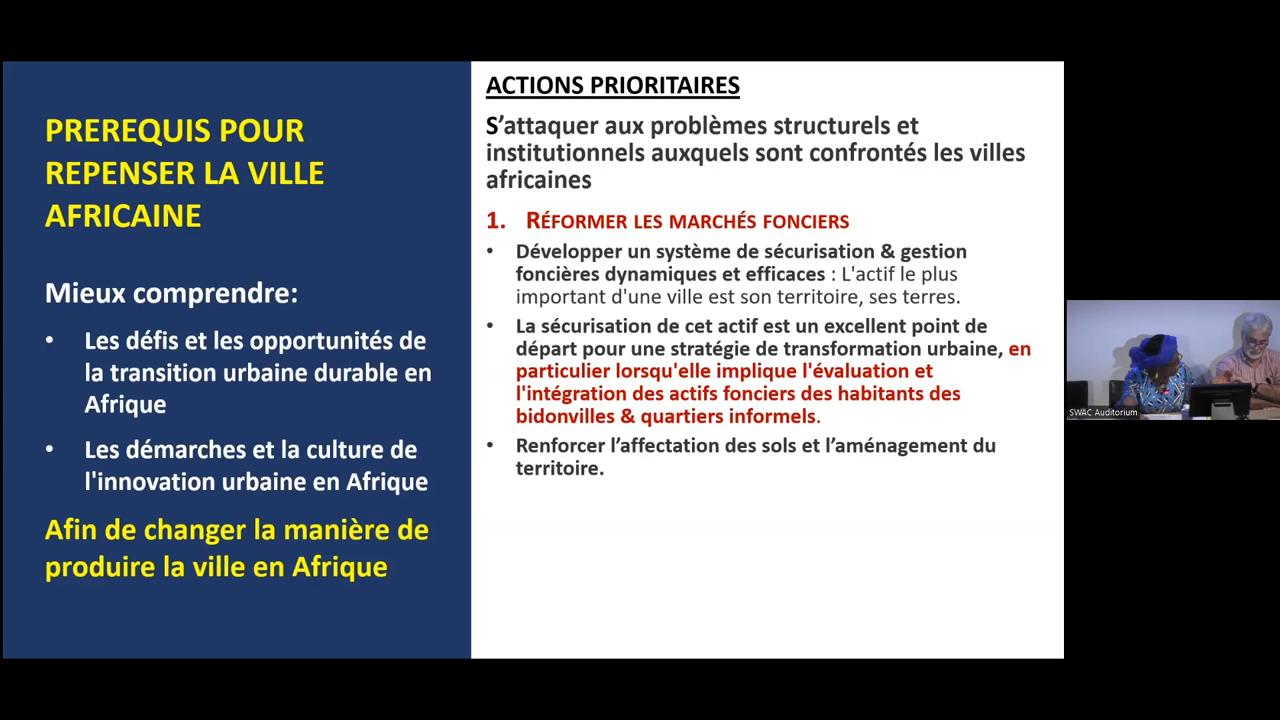 PREREQUIS POUR
REPENSER LA VILLE
AFRICAINE
Mieux comprendre:
• Les défis et les opportunités de
la transition urbaine durable en
Afrique
• Les démarches et la culture de
l'innovation urbaine en Afrique
Afin de changer la manière de
produire la ville en Afrique
ACTIONS PRIORITAIRES
S’attaquer aux problèmes structurels et
institutionnels auxquels sont confrontés les villes
africaines
1. RÉFORMER LES MARCHÉS FONCIERS
• Développer un système de sécurisation & gestion
foncières dynamiques et efficaces : L'actif le plus
important d'une ville est son territoire, ses terres.
• La sécurisation de cet actif est un excellent point de
départ pour une stratégie de transformation urbaine, en
particulier lorsqu'elle implique l'évaluation et
l'intégration des actifs fonciers des habitants des
bidonvilles & quartiers informels.
• Renforcer l’affectation des sols et l’aménagement du
territoire.
SWAC Auditorium